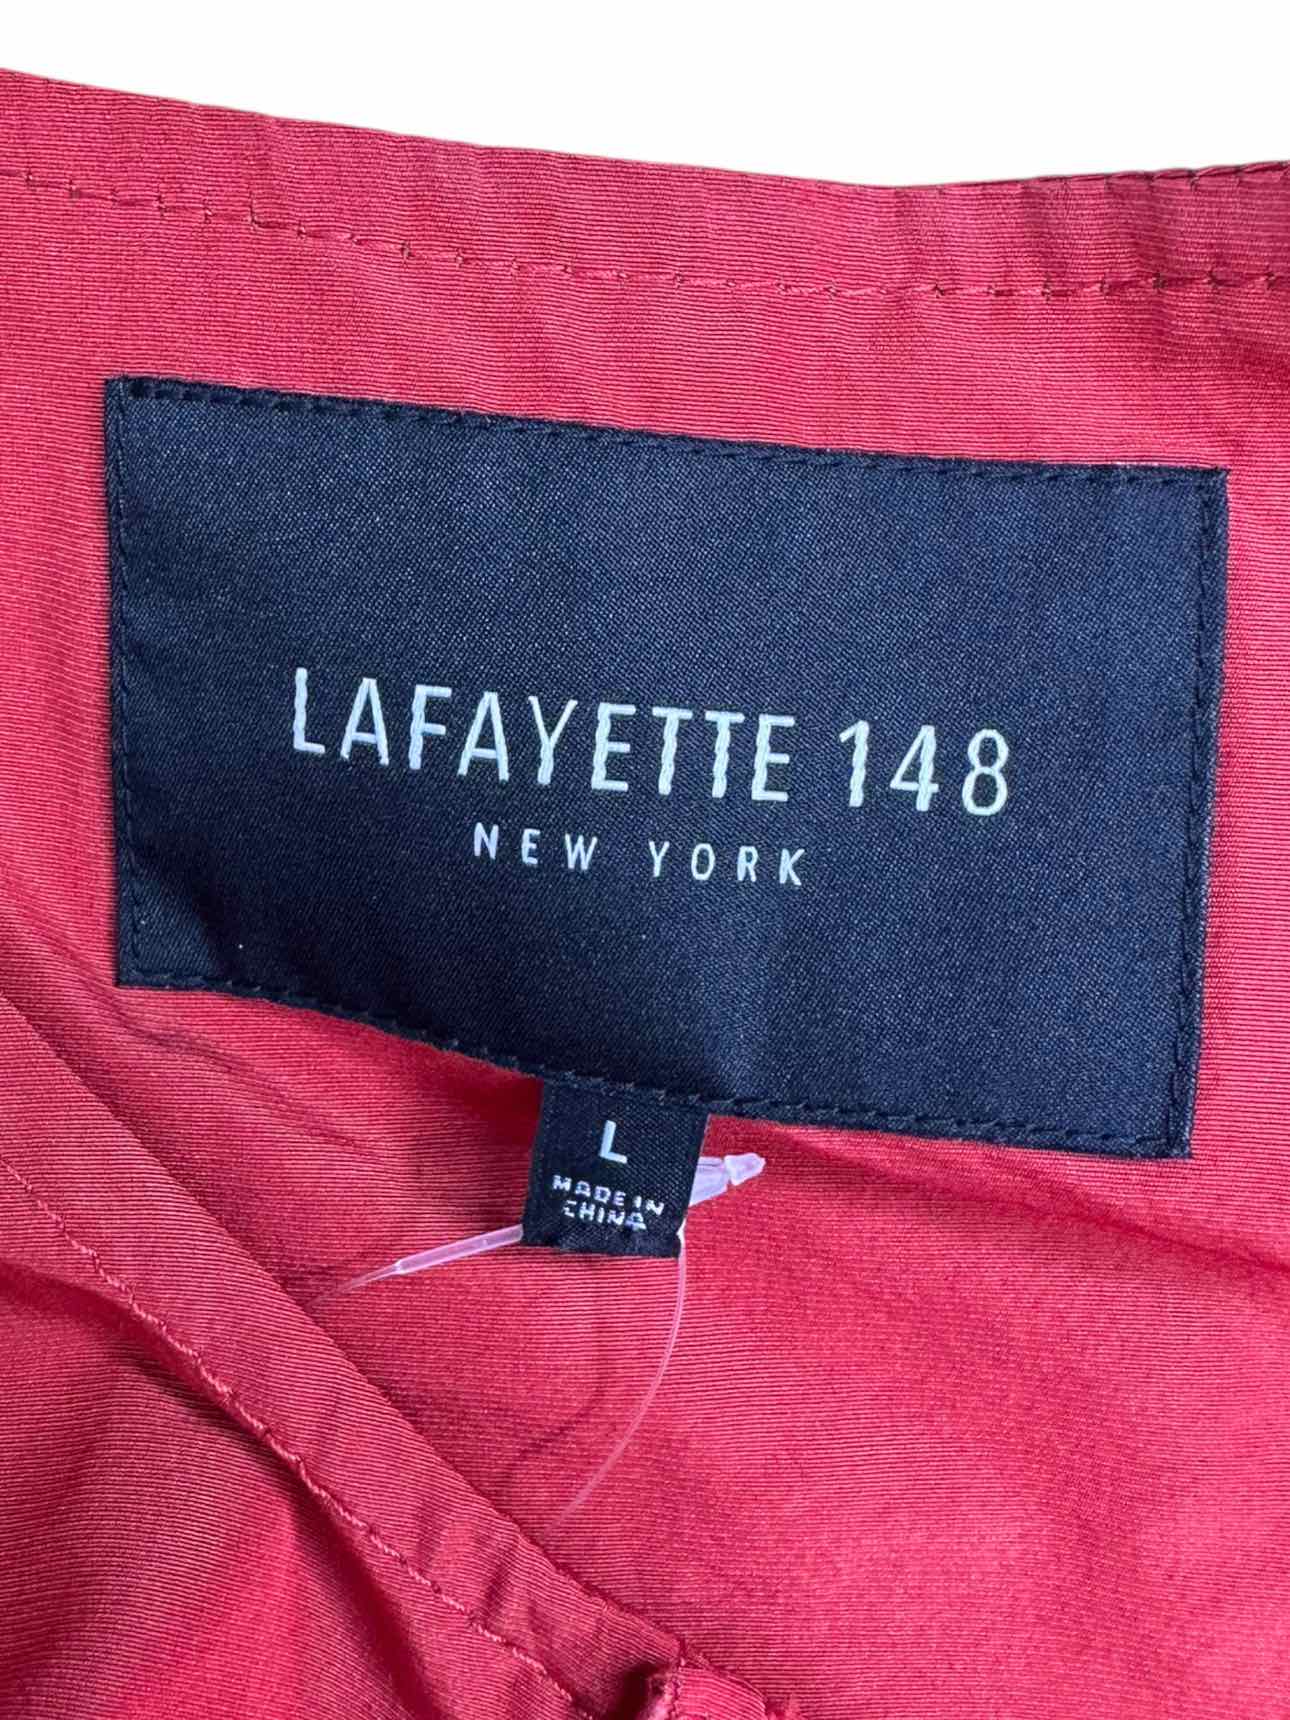 LAFAYETTE 148
NEW YORK
L
MADE IN
CHINA